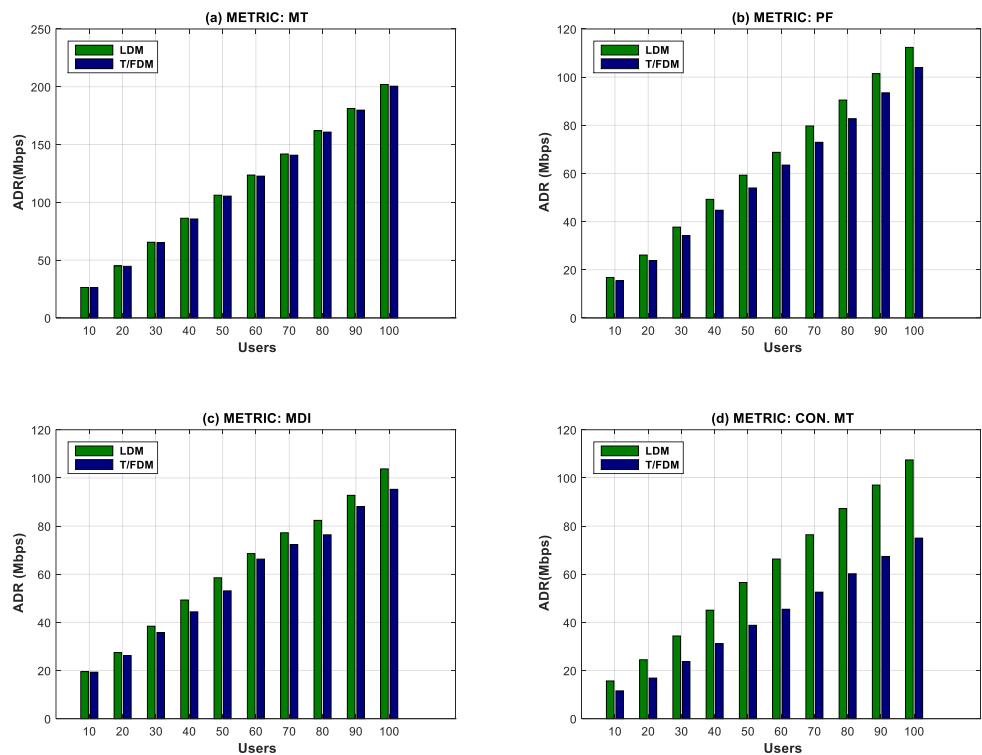 (a) METRIC: MT
250
200
150
100
50
0
ADR(Mbps)
LDM
T/FDM
10 20 30 40 50 60 70 80 90 100
Users
(b) METRIC: PF
120
100
80
60
40
20
0
ADR (Mbps)
LDM
T/FDM
10 20 30 40 50 60 70 80 90 100
Users
(c) METRIC: MDI
120
100
80
60
40
20
0
ADR (Mbps)
LDM
T/FDM
10 20 30 40 50 60 70 80 90 100
Users
(d) METRIC: CON. MT
120
100
80
60
40
20
0
ADR(Mbps)
LDM
T/FDM
10 20 30 40 50 60 70 80 90 100
Users